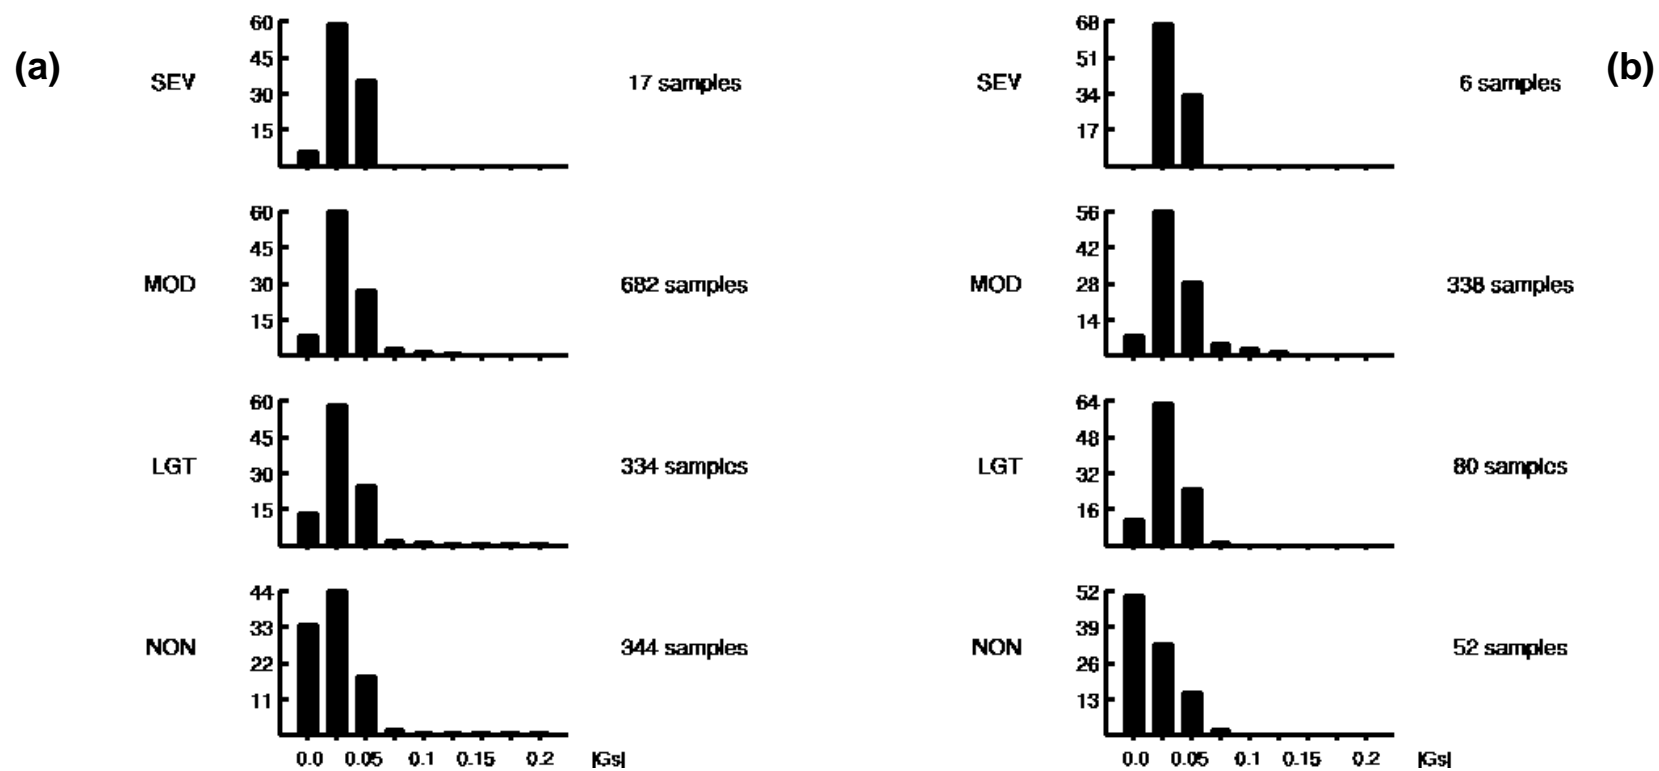 (a)
SEV
60
45
30
15
17 samples
MOD
60
45
30
15
682 samples
LGT
60
45
30
15
334 samples
NON
44
33
22
11
344 samples
0.0 0.05 0.1 0.15 0.2 |Gs|
(b)
SEV
68
51
34
17
6 samples
MOD
56
42
28
14
338 samples
LGT
64
48
32
16
80 samples
NON
52
39
26
13
52 samples
0.0 0.05 0.1 0.15 0.2 |Gs|